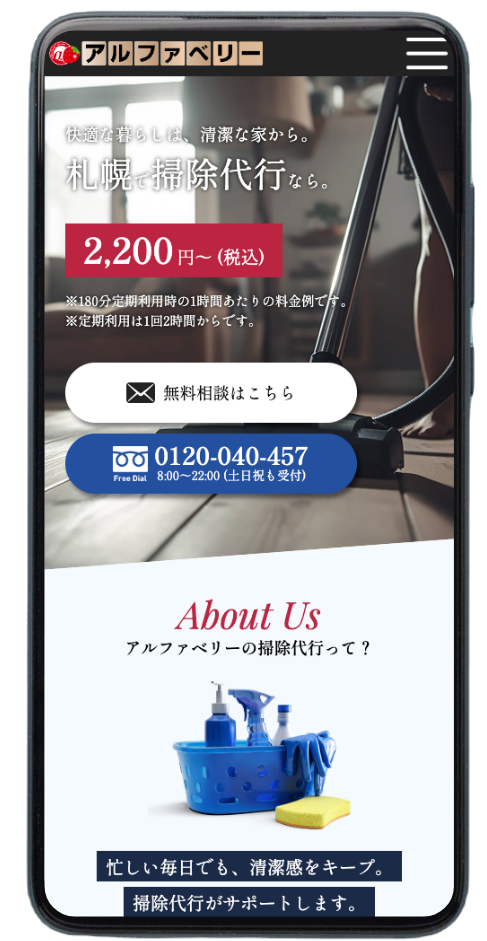 アルファベリー
快適な暮らしは、清潔な家から。
札幌で掃除代行なら。
2,200円〜(税込)
※180分定期利用時の1時間あたりの料金例です。
※定期利用は1回2時間からです。
無料相談はこちら
0120-040-457
Free Dial 8:00〜22:00 (土日祝も受付)
About Us
アルファベリーの掃除代行って？
忙しい毎日でも、清潔感をキープ。
掃除代行がサポートします。